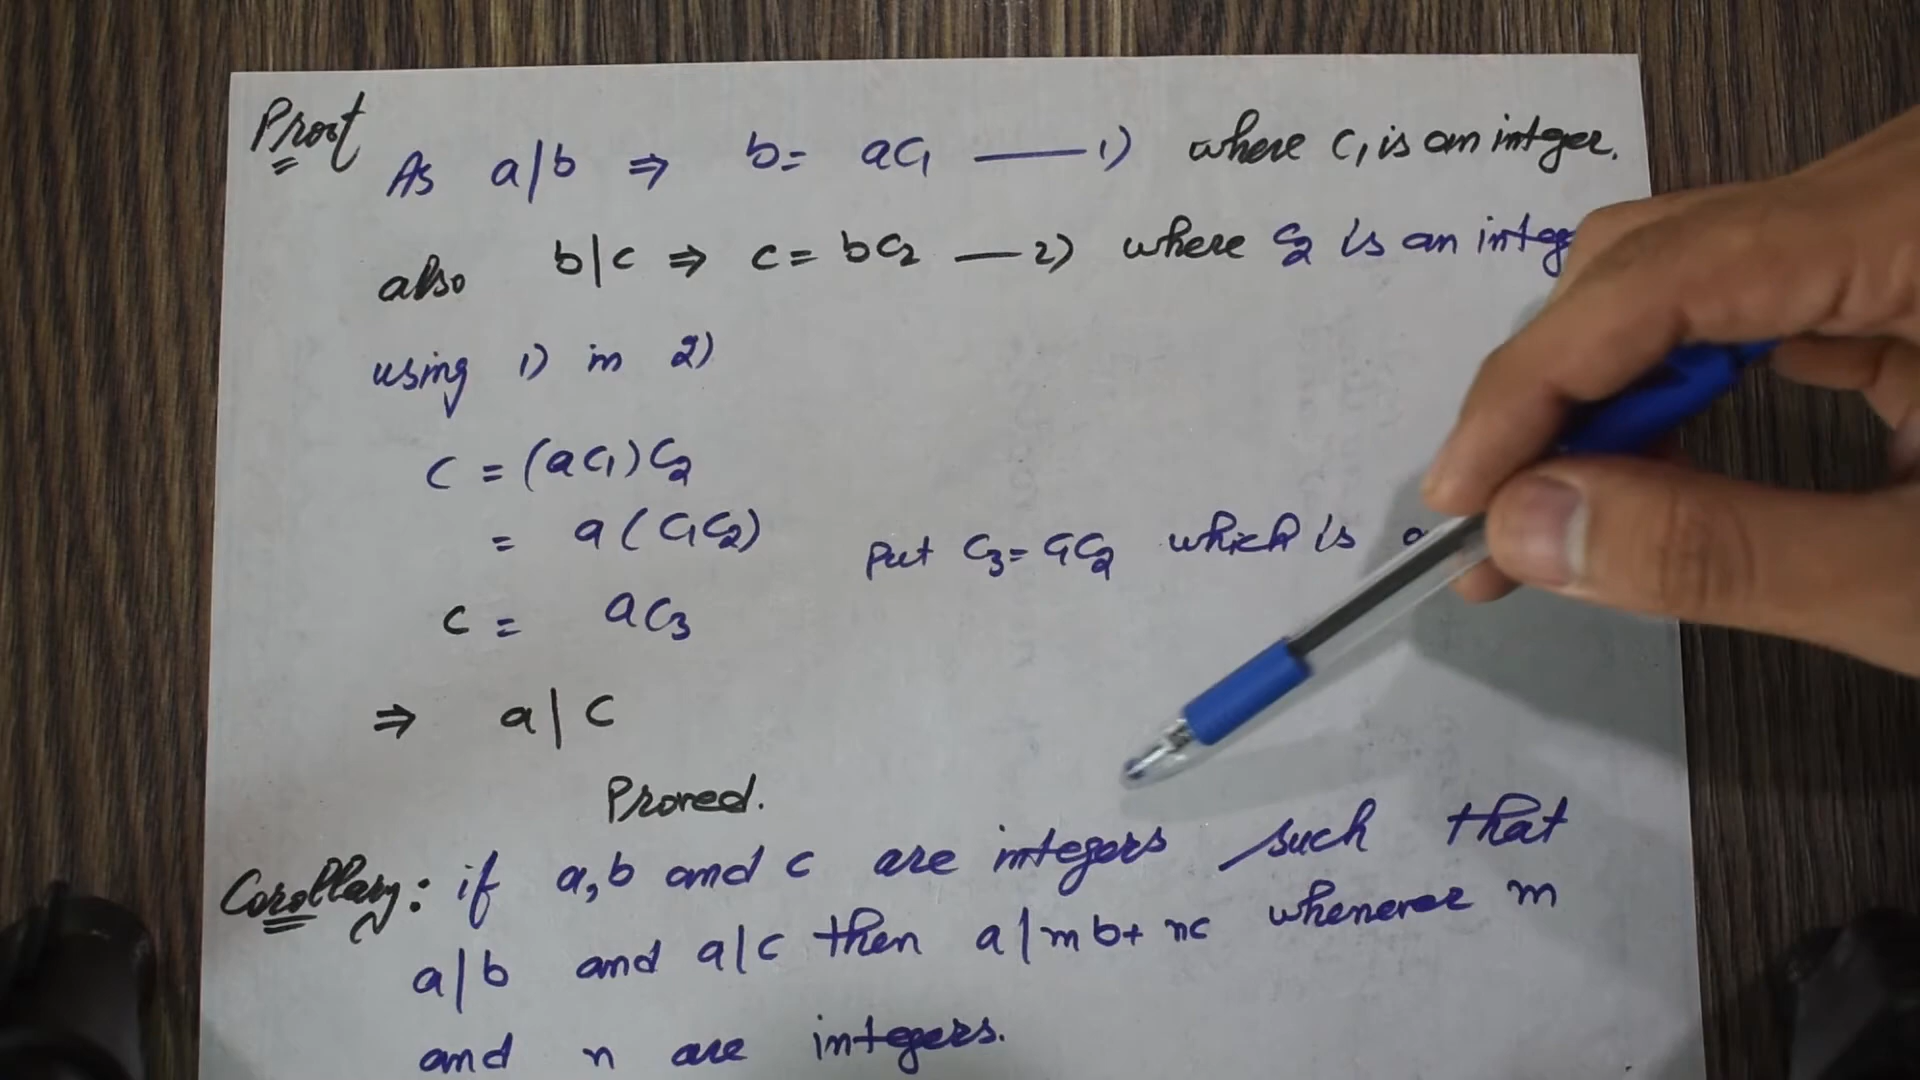 Proof
As a/b ⇒ b= ac₁ —— 1) where c₁ is an integer.
also b|c ⇒ c= bc₂ — 2) where c₂ is an integ
using 1) in 2)
c = (ac₁)c₂
= a(c₁c₂) Put c₃= c₁c₂ which is
c = ac₃
⇒ a|c
Proved.
Corollary: if a,b and c are integers such that
a/b and a/c then a|mb+nc whenever m
and n are integers.